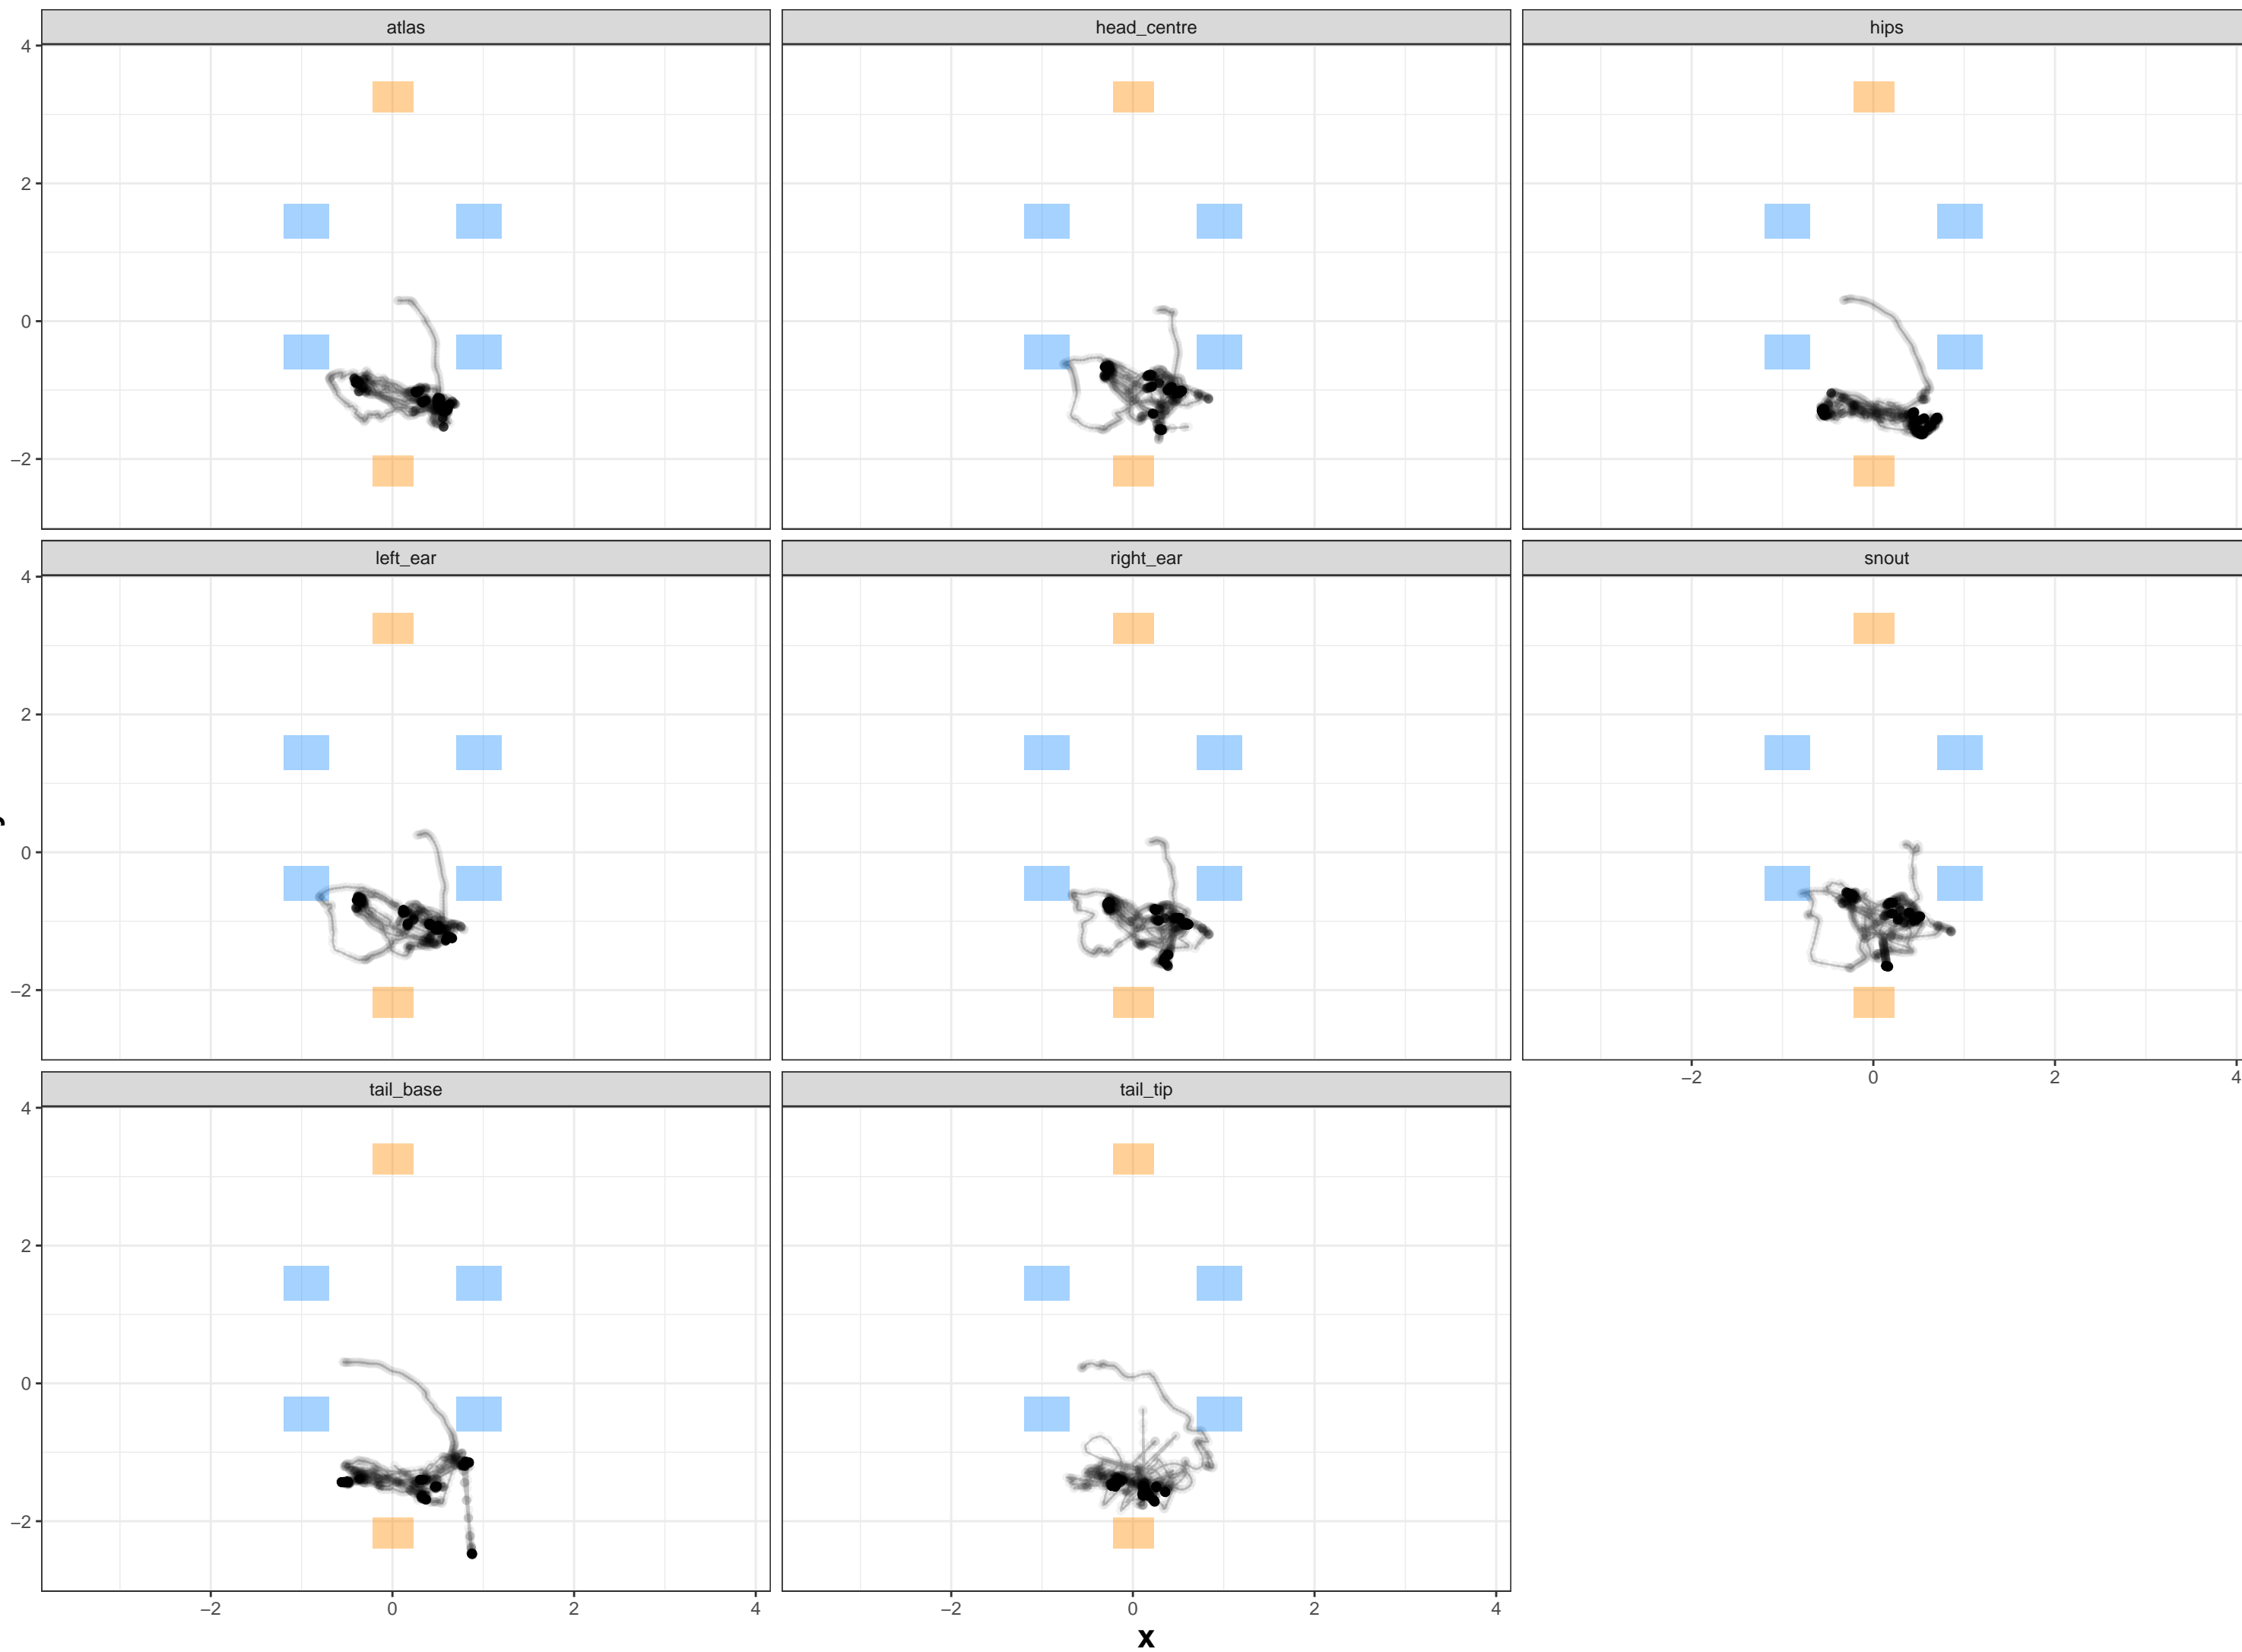 atlas head_centre hips
4
2
0
−2
left_ear right_ear snout
4
2
0
−2
−2 0 2 4
tail_base tail_tip
4
2
0
−2
−2 0 2 4 −2 0 2 4
x